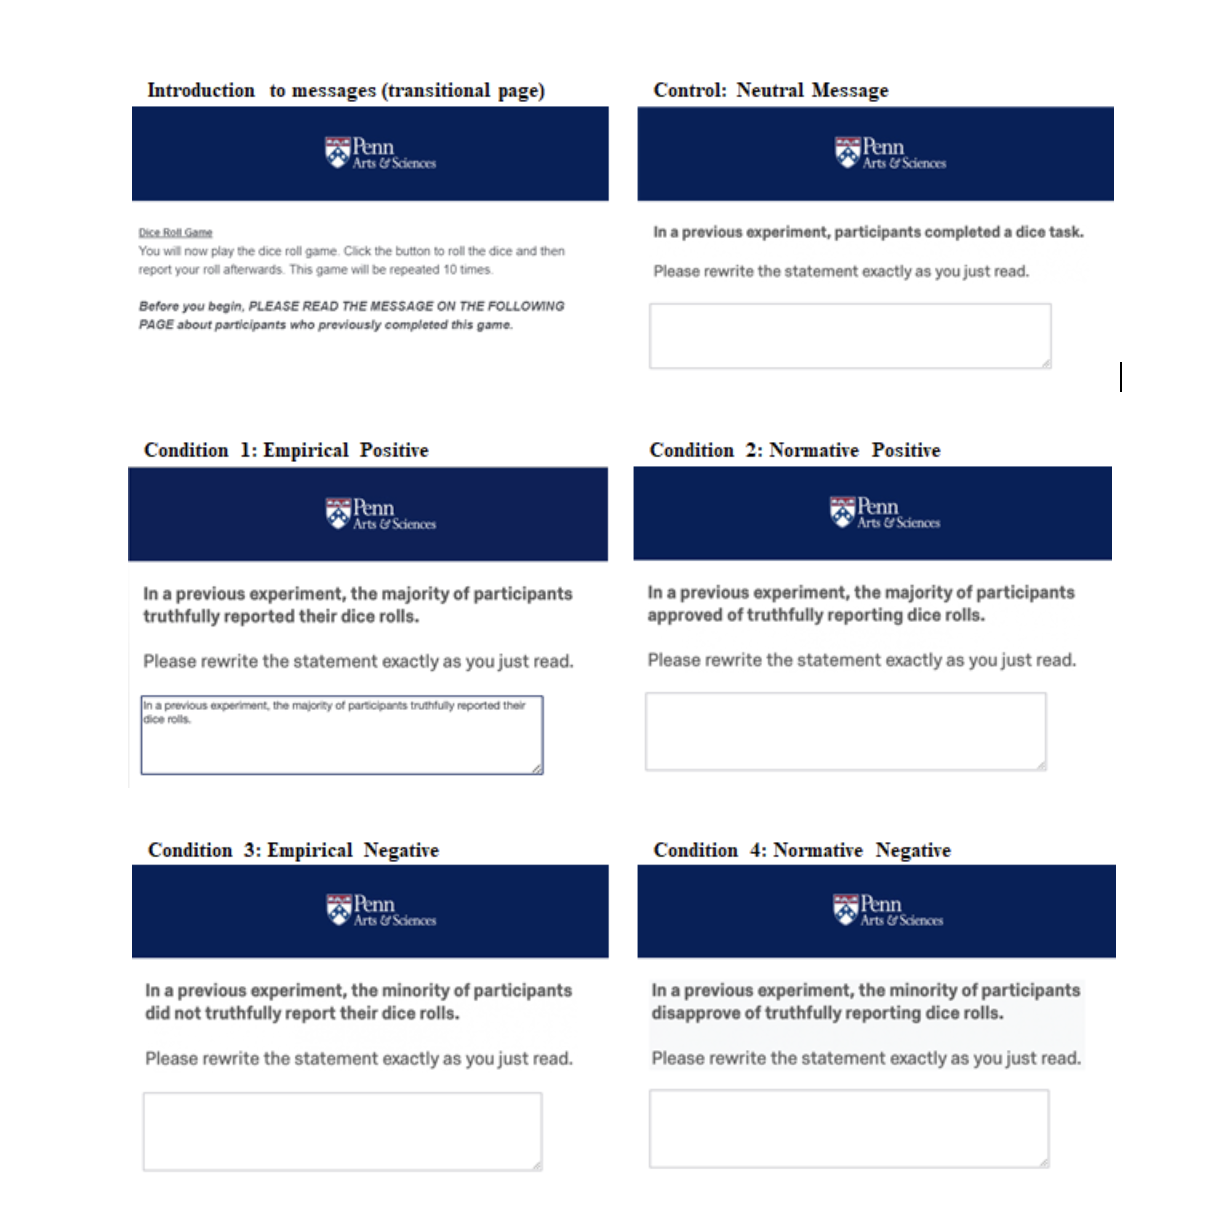 Introduction to messages (transitional page)
Penn
Arts & Sciences
Dice Roll Game
You will now play the dice roll game. Click the button to roll the dice and then
report your roll afterwards. This game will be repeated 10 times.
Before you begin, PLEASE READ THE MESSAGE ON THE FOLLOWING
PAGE about participants who previously completed this game.
Control: Neutral Message
Penn
Arts & Sciences
In a previous experiment, participants completed a dice task.
Please rewrite the statement exactly as you just read.
Condition 1: Empirical Positive
Penn
Arts & Sciences
In a previous experiment, the majority of participants
truthfully reported their dice rolls.
Please rewrite the statement exactly as you just read.
In a previous experiment, the majority of participants truthfully reported their
dice rolls.
Condition 2: Normative Positive
Penn
Arts & Sciences
In a previous experiment, the majority of participants
approved of truthfully reporting dice rolls.
Please rewrite the statement exactly as you just read.
Condition 3: Empirical Negative
Penn
Arts & Sciences
In a previous experiment, the minority of participants
did not truthfully report their dice rolls.
Please rewrite the statement exactly as you just read.
Condition 4: Normative Negative
Penn
Arts & Sciences
In a previous experiment, the minority of participants
disapprove of truthfully reporting dice rolls.
Please rewrite the statement exactly as you just read.